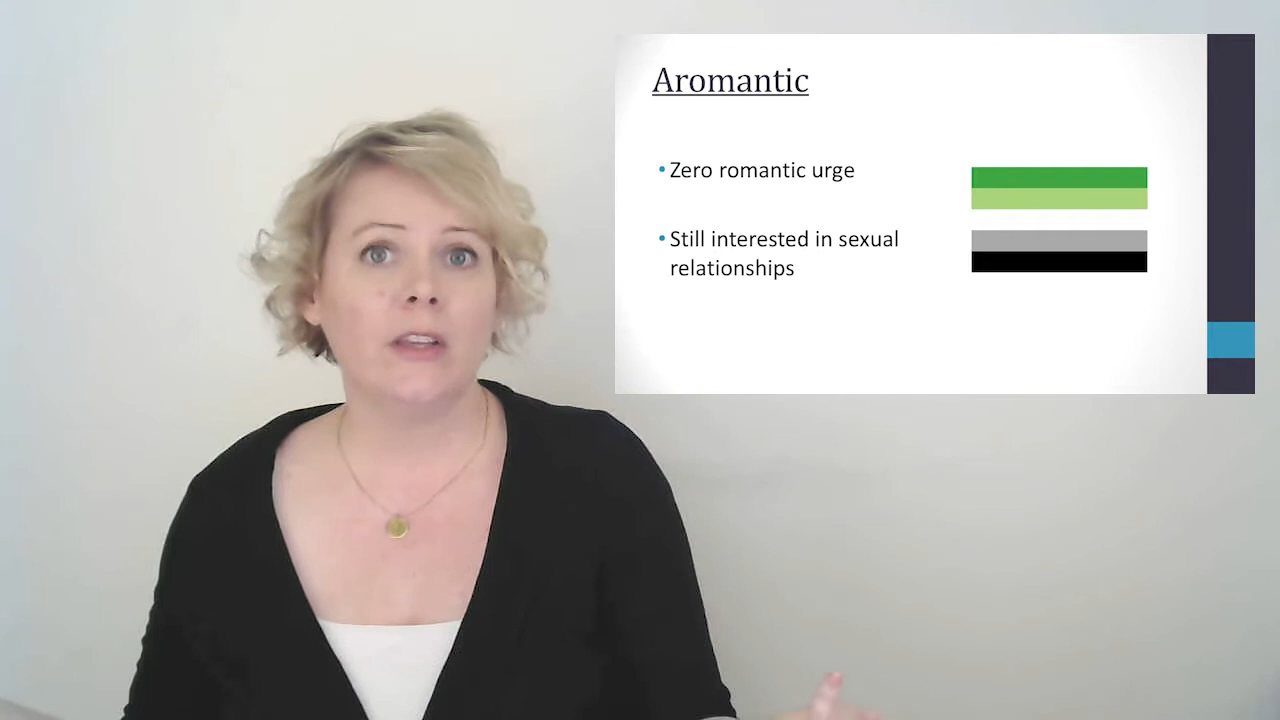 Aromantic
• Zero romantic urge
• Still interested in sexual
relationships